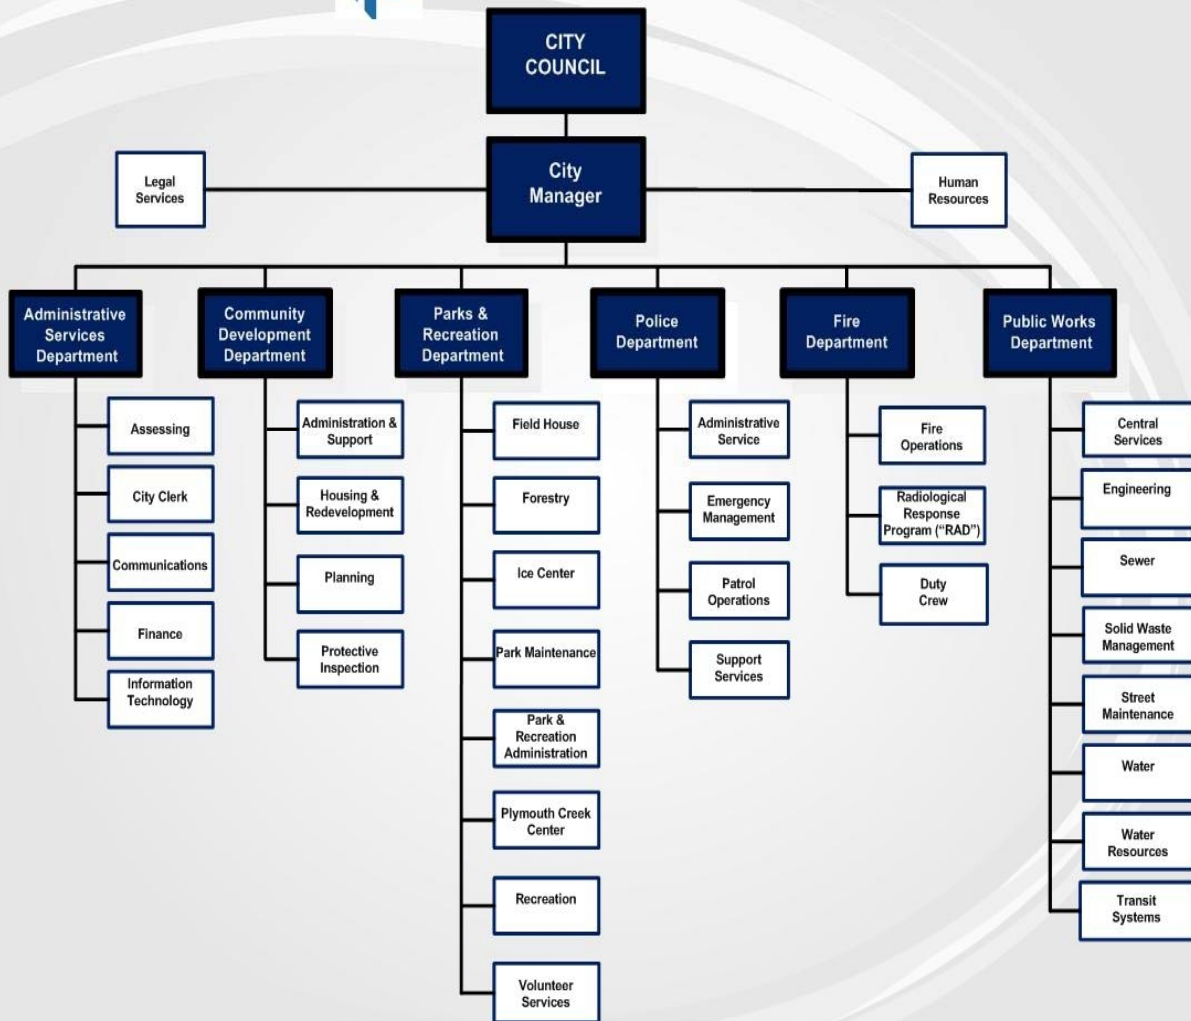 CITY
COUNCIL
City
Manager
Legal
Services
Human
Resources
Administrative
Services
Department
Community
Development
Department
Parks &
Recreation
Department
Police
Department
Fire
Department
Public Works
Department
Assessing
City Clerk
Communications
Finance
Information
Technology
Administration &
Support
Housing &
Redevelopment
Planning
Protective
Inspection
Field House
Forestry
Ice Center
Park Maintenance
Park &
Recreation
Administration
Plymouth Creek
Center
Recreation
Volunteer
Services
Administrative
Service
Emergency
Management
Patrol
Operations
Support
Services
Fire
Operations
Radiological
Response
Program (“RAD”)
Duty
Crew
Central
Services
Engineering
Sewer
Solid Waste
Management
Street
Maintenance
Water
Water
Resources
Transit
Systems